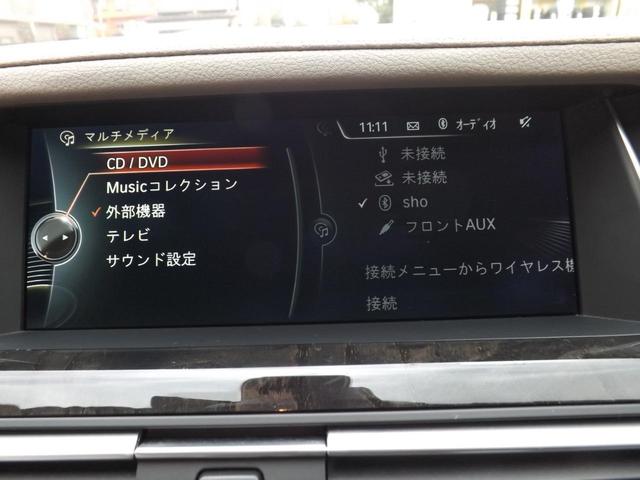 マルチメディア
CD / DVD
Musicコレクション
外部機器
テレビ
サウンド設定
11:11 オーディオ
未接続
未接続
sho
フロントAUX
接続メニューからワイヤレス機
接続